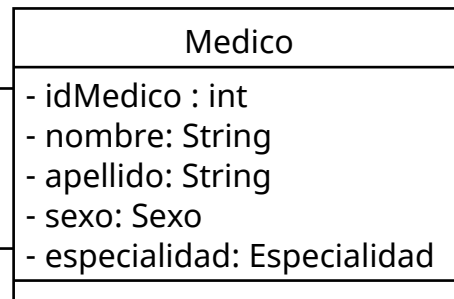 Medico
- idMedico : int
- nombre: String
- apellido: String
- sexo: Sexo
- especialidad: Especialidad